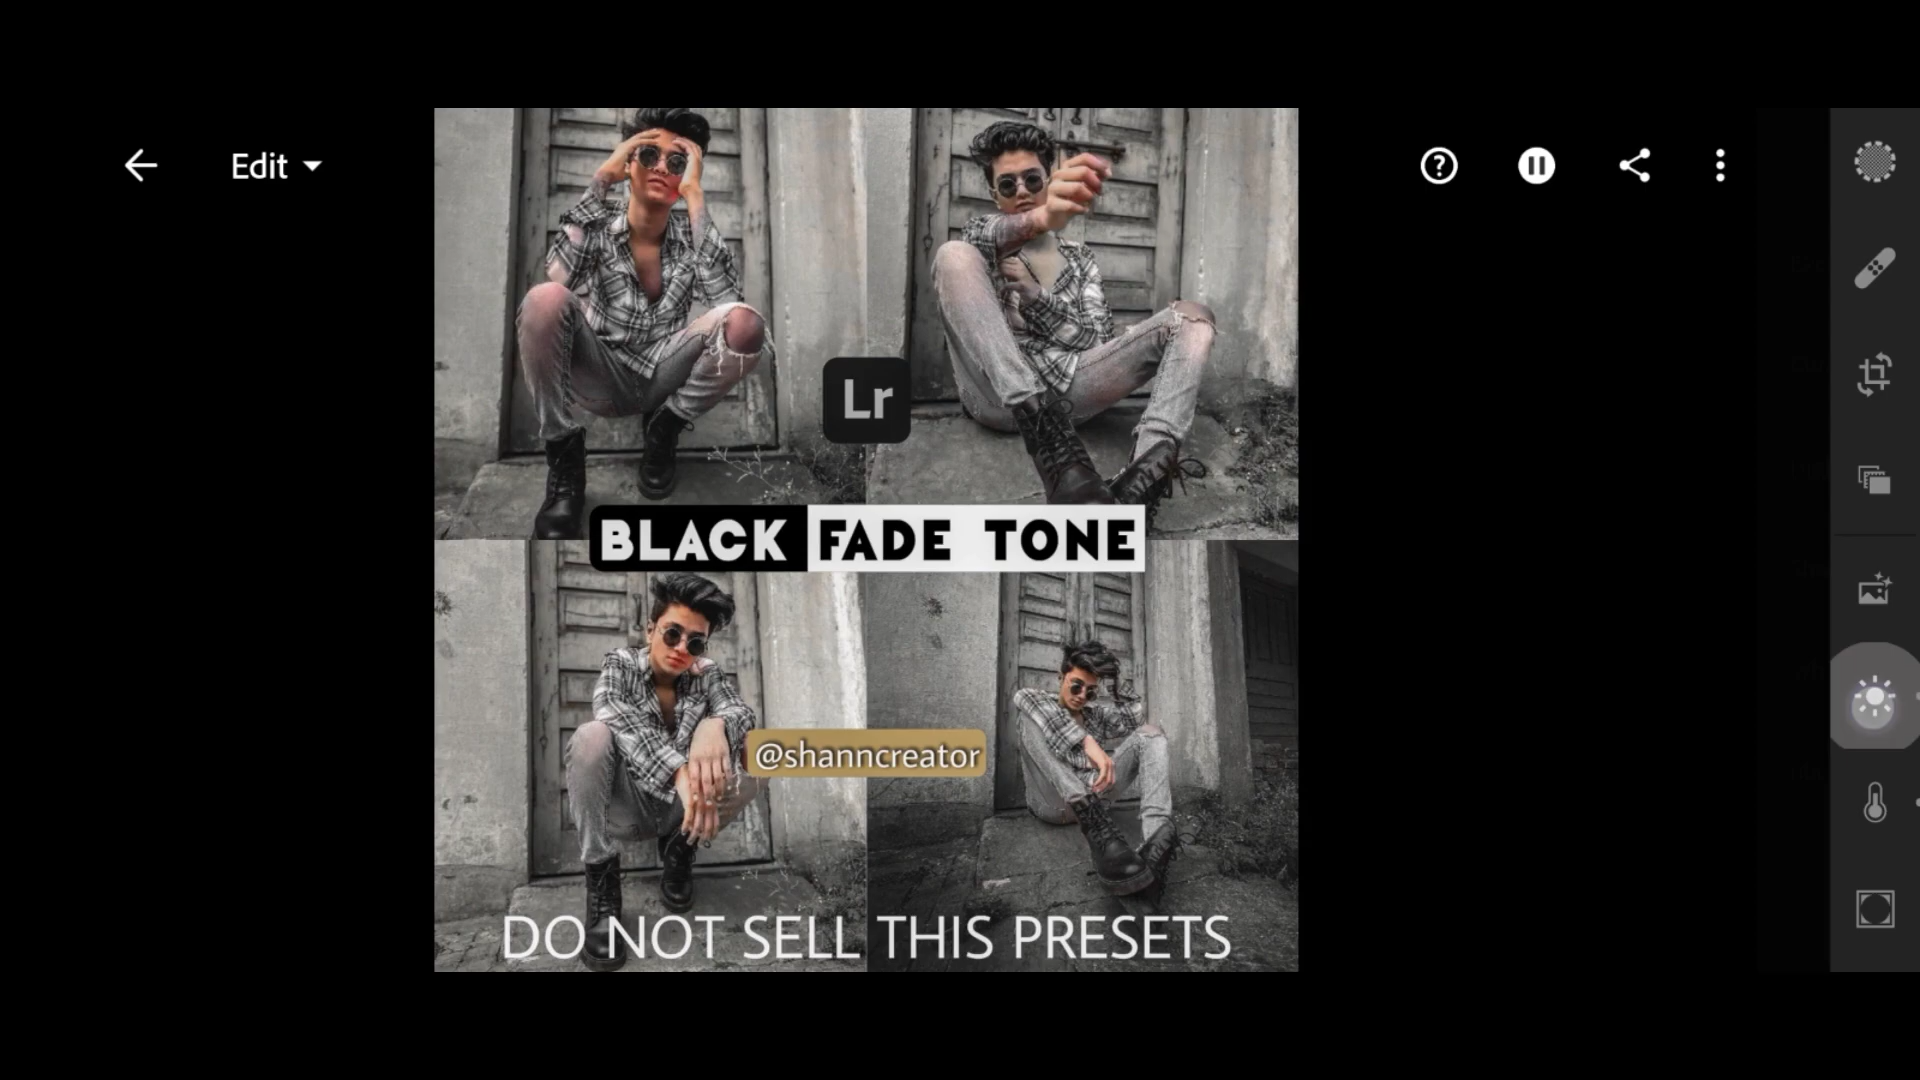 Edit
Lr
BLACK FADE TONE
@shanncreator
DO NOT SELL THIS PRESETS